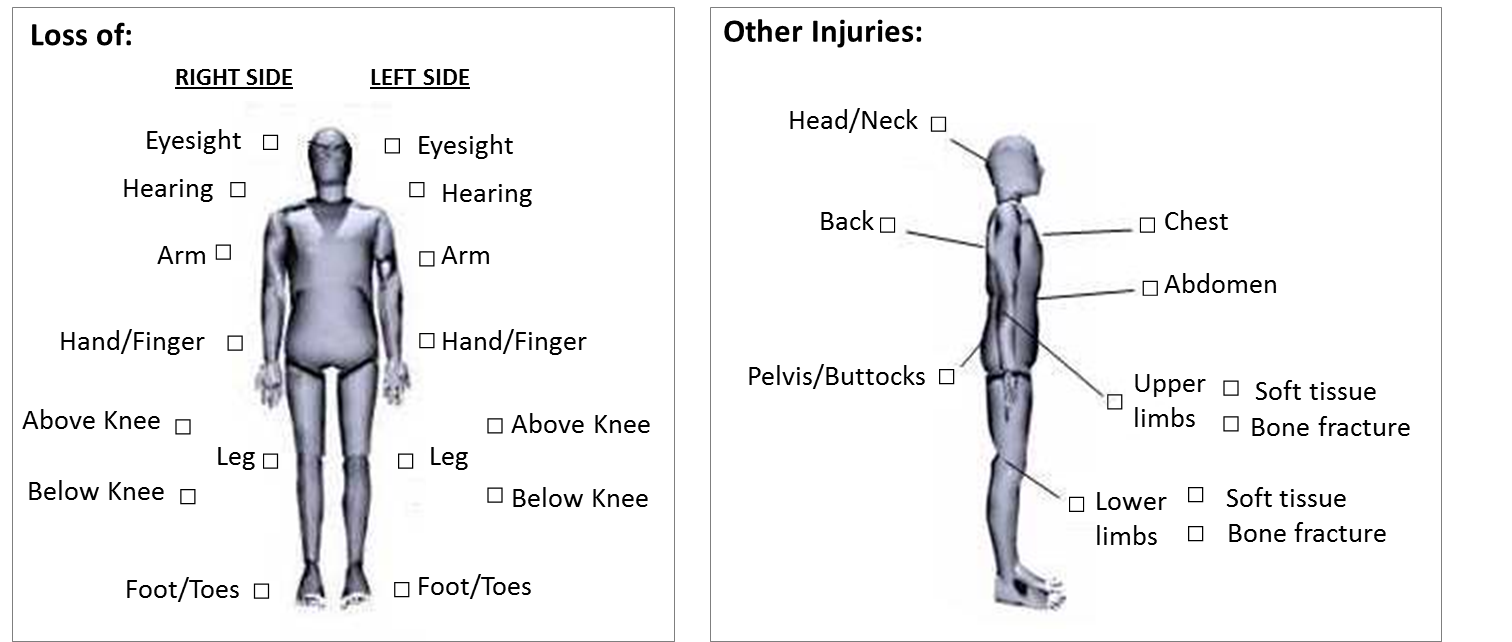 Loss of:
RIGHT SIDE LEFT SIDE
Eyesight Eyesight
Hearing Hearing
Arm Arm
Hand/Finger Hand/Finger
Above Knee Above Knee
Leg Leg
Below Knee Below Knee
Foot/Toes Foot/Toes
Other Injuries:
Head/Neck
Back Chest
Abdomen
Pelvis/Buttocks
Upper Soft tissue
limbs Bone fracture
Lower Soft tissue
limbs Bone fracture